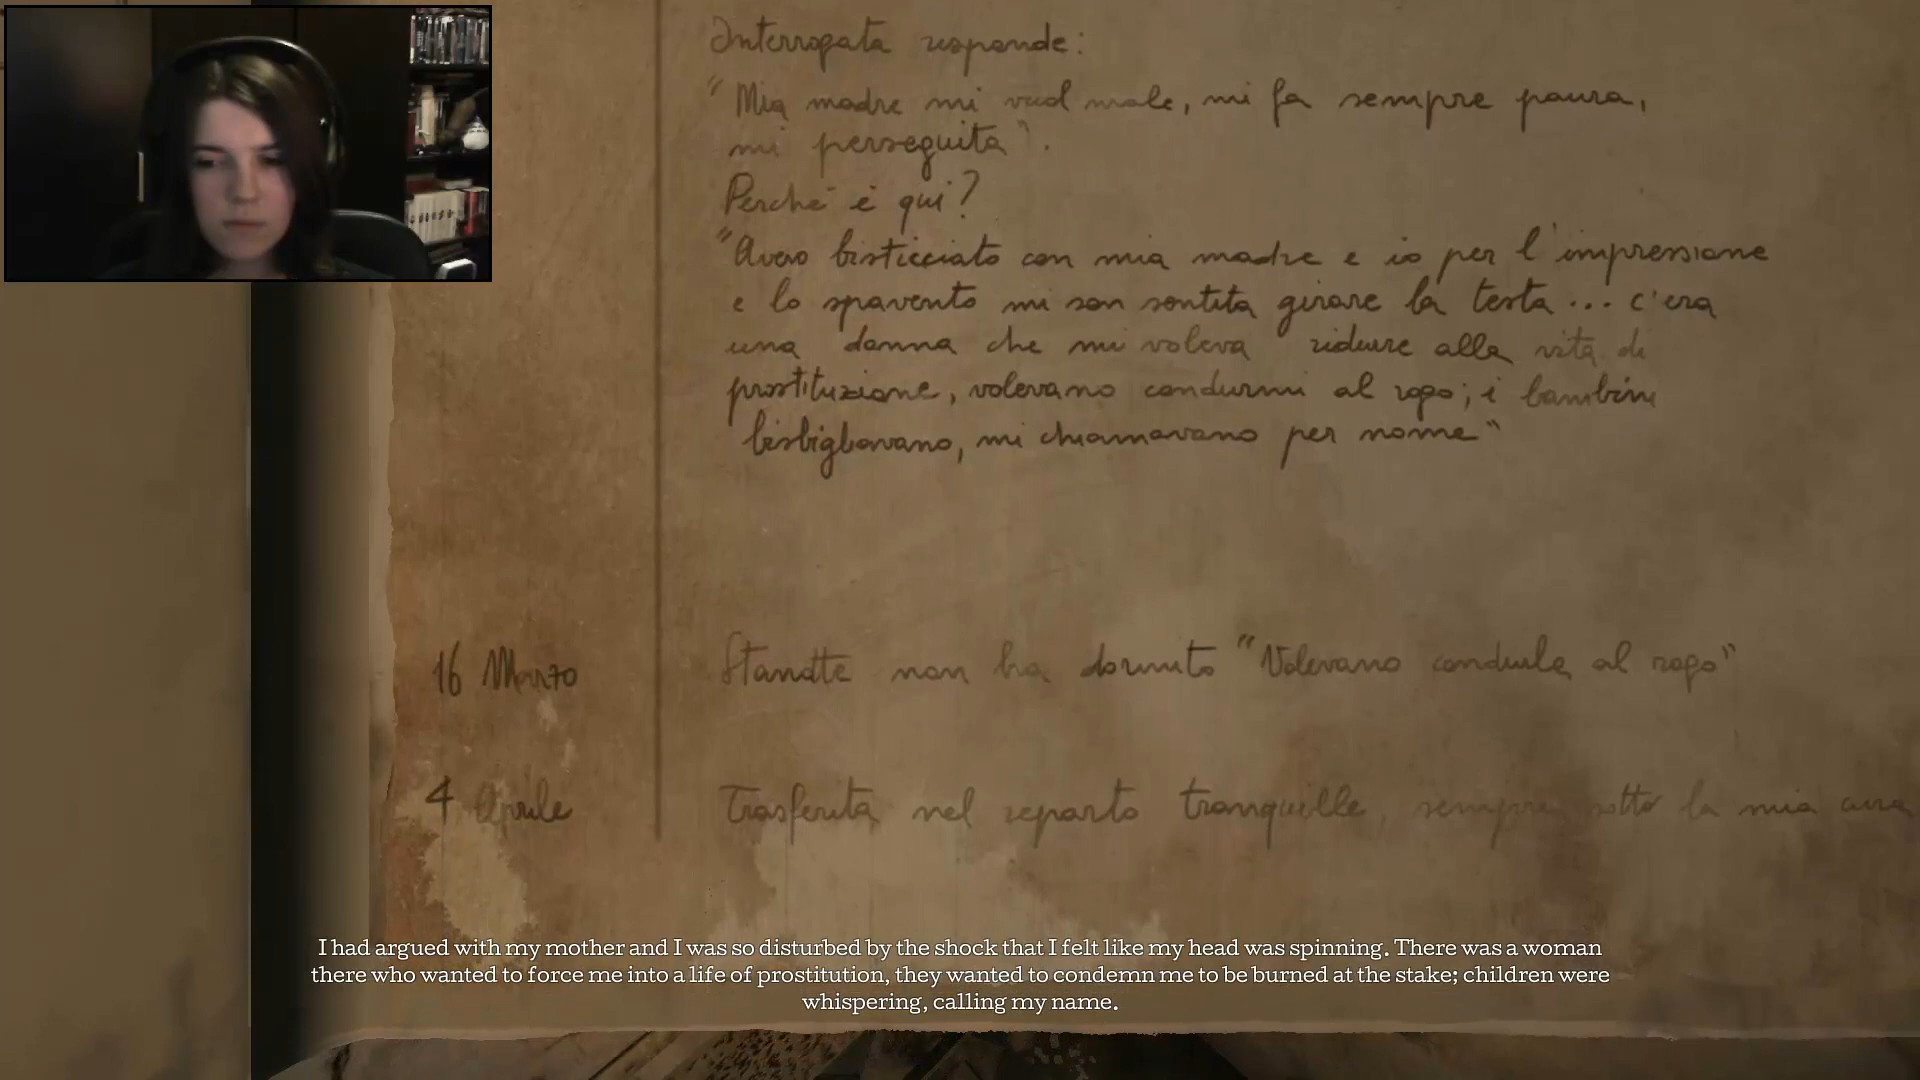 Interrogata risponde:
"Mia madre mi vuol male, mi fa sempre paura,
mi perseguita".
Perché è qui?
"Avevo bisticciato con mia madre e io per l'impressione
e lo spavento mi son sentita girare la testa... c'era
una donna che mi voleva ridurre alla vita di
prostituzione, volevano condurmi al rogo; i bambini
bisbigliavano, mi chiamavano per nome"
16 Marzo Stanotte non ha dormito "Volevano condurla al rogo"
4 Aprile Trasferita nel reparto tranquille, sempre sotto la mia cura
I had argued with my mother and I was so disturbed by the shock that I felt like my head was spinning. There was a woman
there who wanted to force me into a life of prostitution, they wanted to condemn me to be burned at the stake; children were
whispering, calling my name.